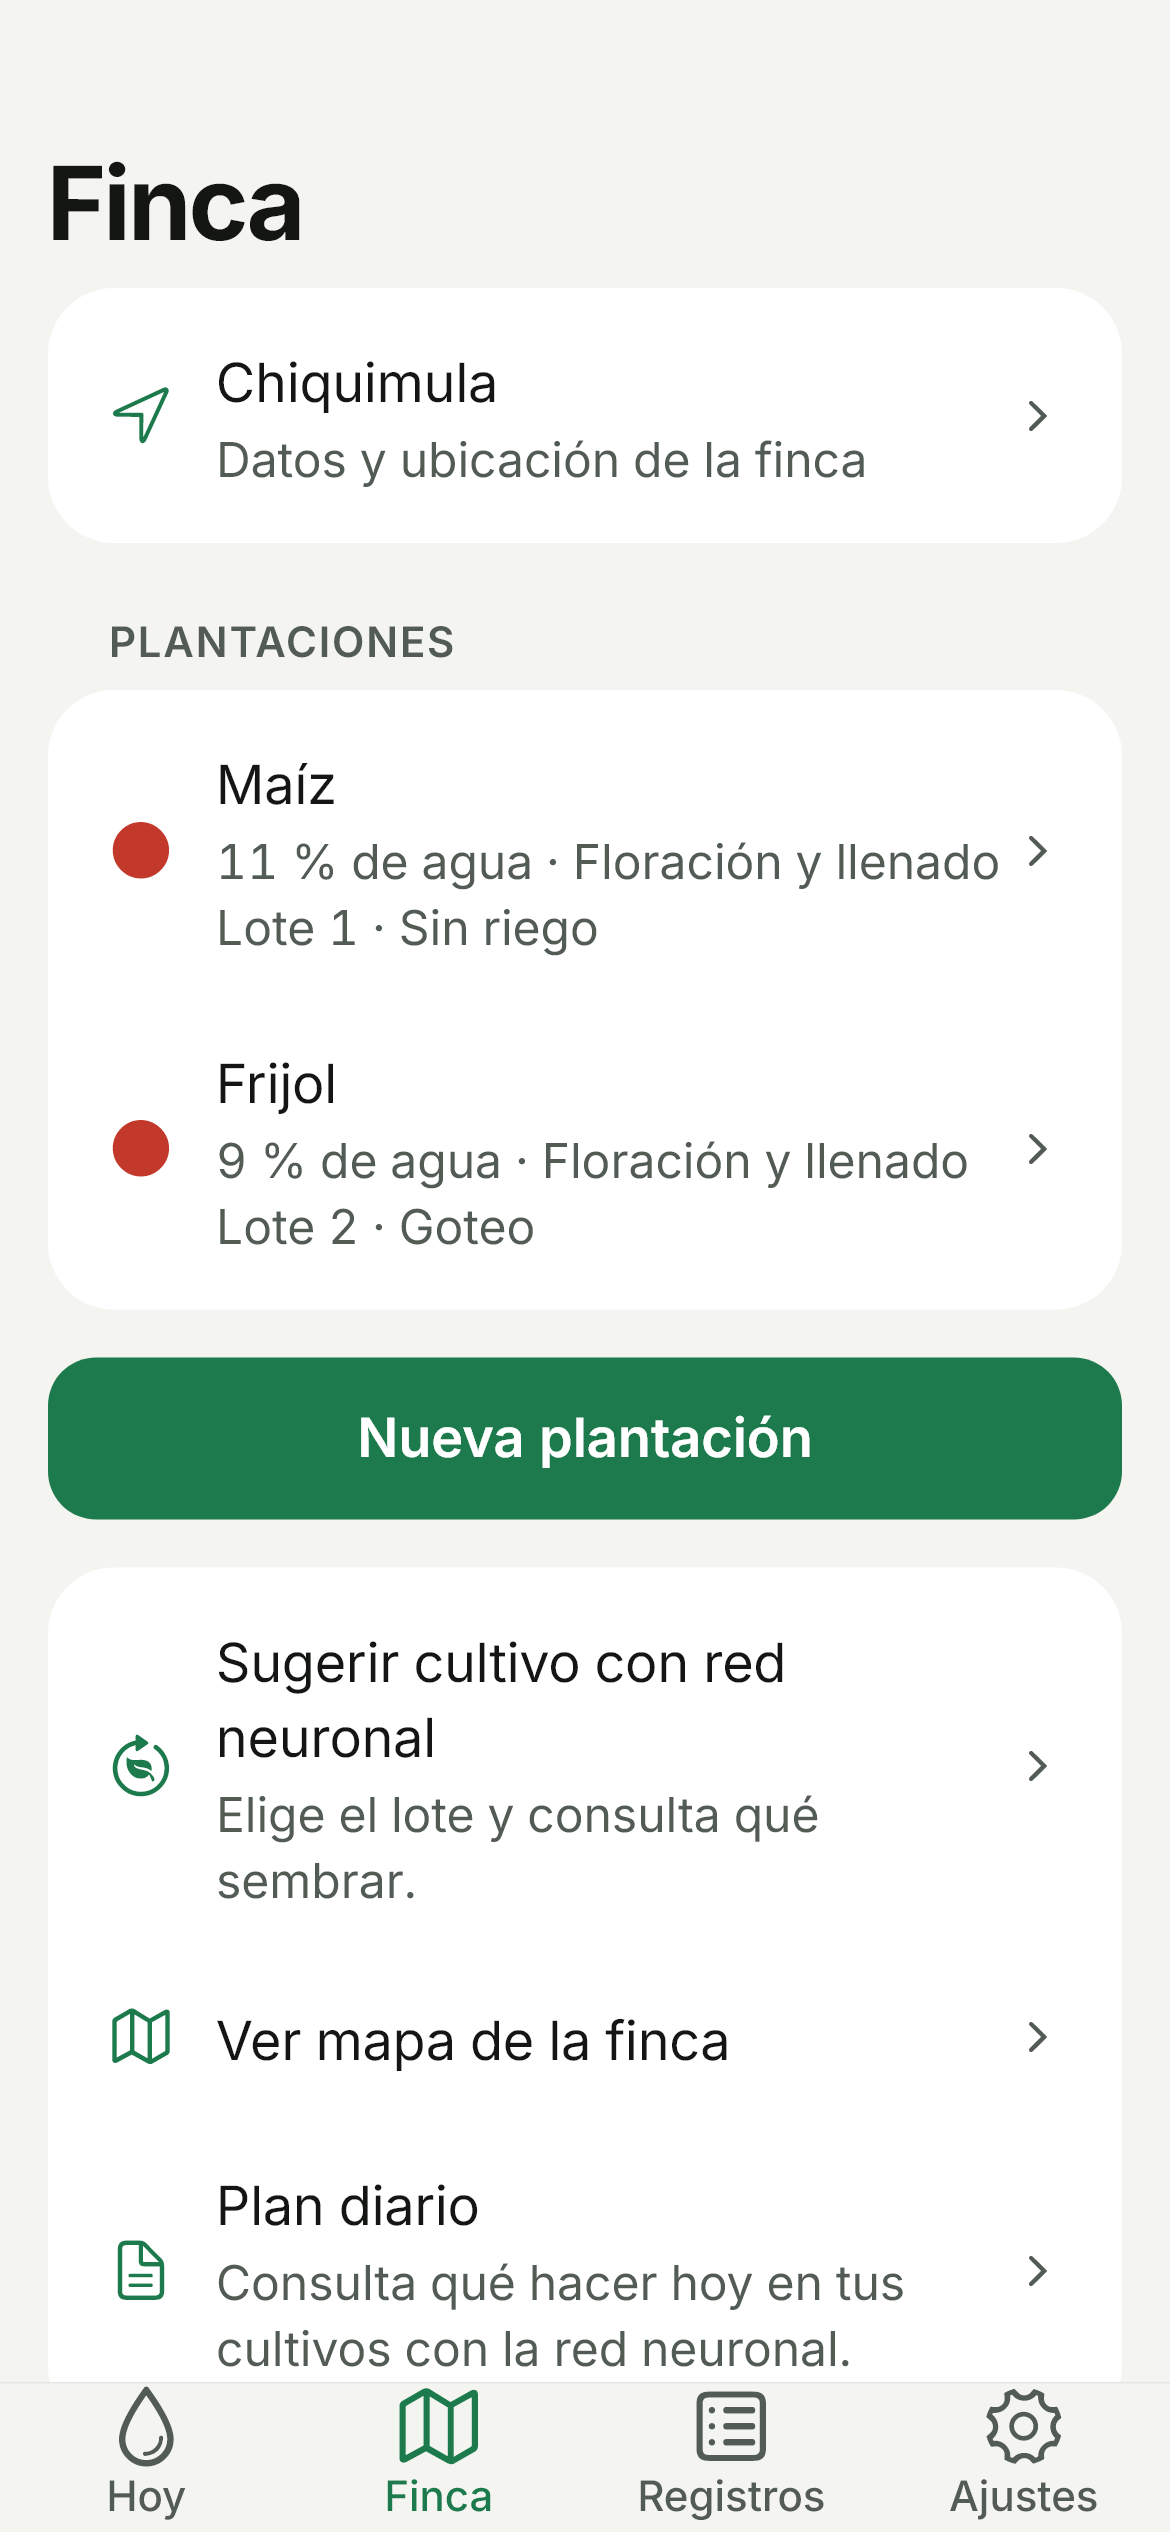 Finca
Chiquimula
Datos y ubicación de la finca
PLANTACIONES
Maíz
11 % de agua · Floración y llenado
Lote 1 · Sin riego
Frijol
9 % de agua · Floración y llenado
Lote 2 · Goteo
Nueva plantación
Sugerir cultivo con red
neuronal
Elige el lote y consulta qué
sembrar.
Ver mapa de la finca
Plan diario
Consulta qué hacer hoy en tus
cultivos con la red neuronal.
Hoy
Finca
Registros
Ajustes